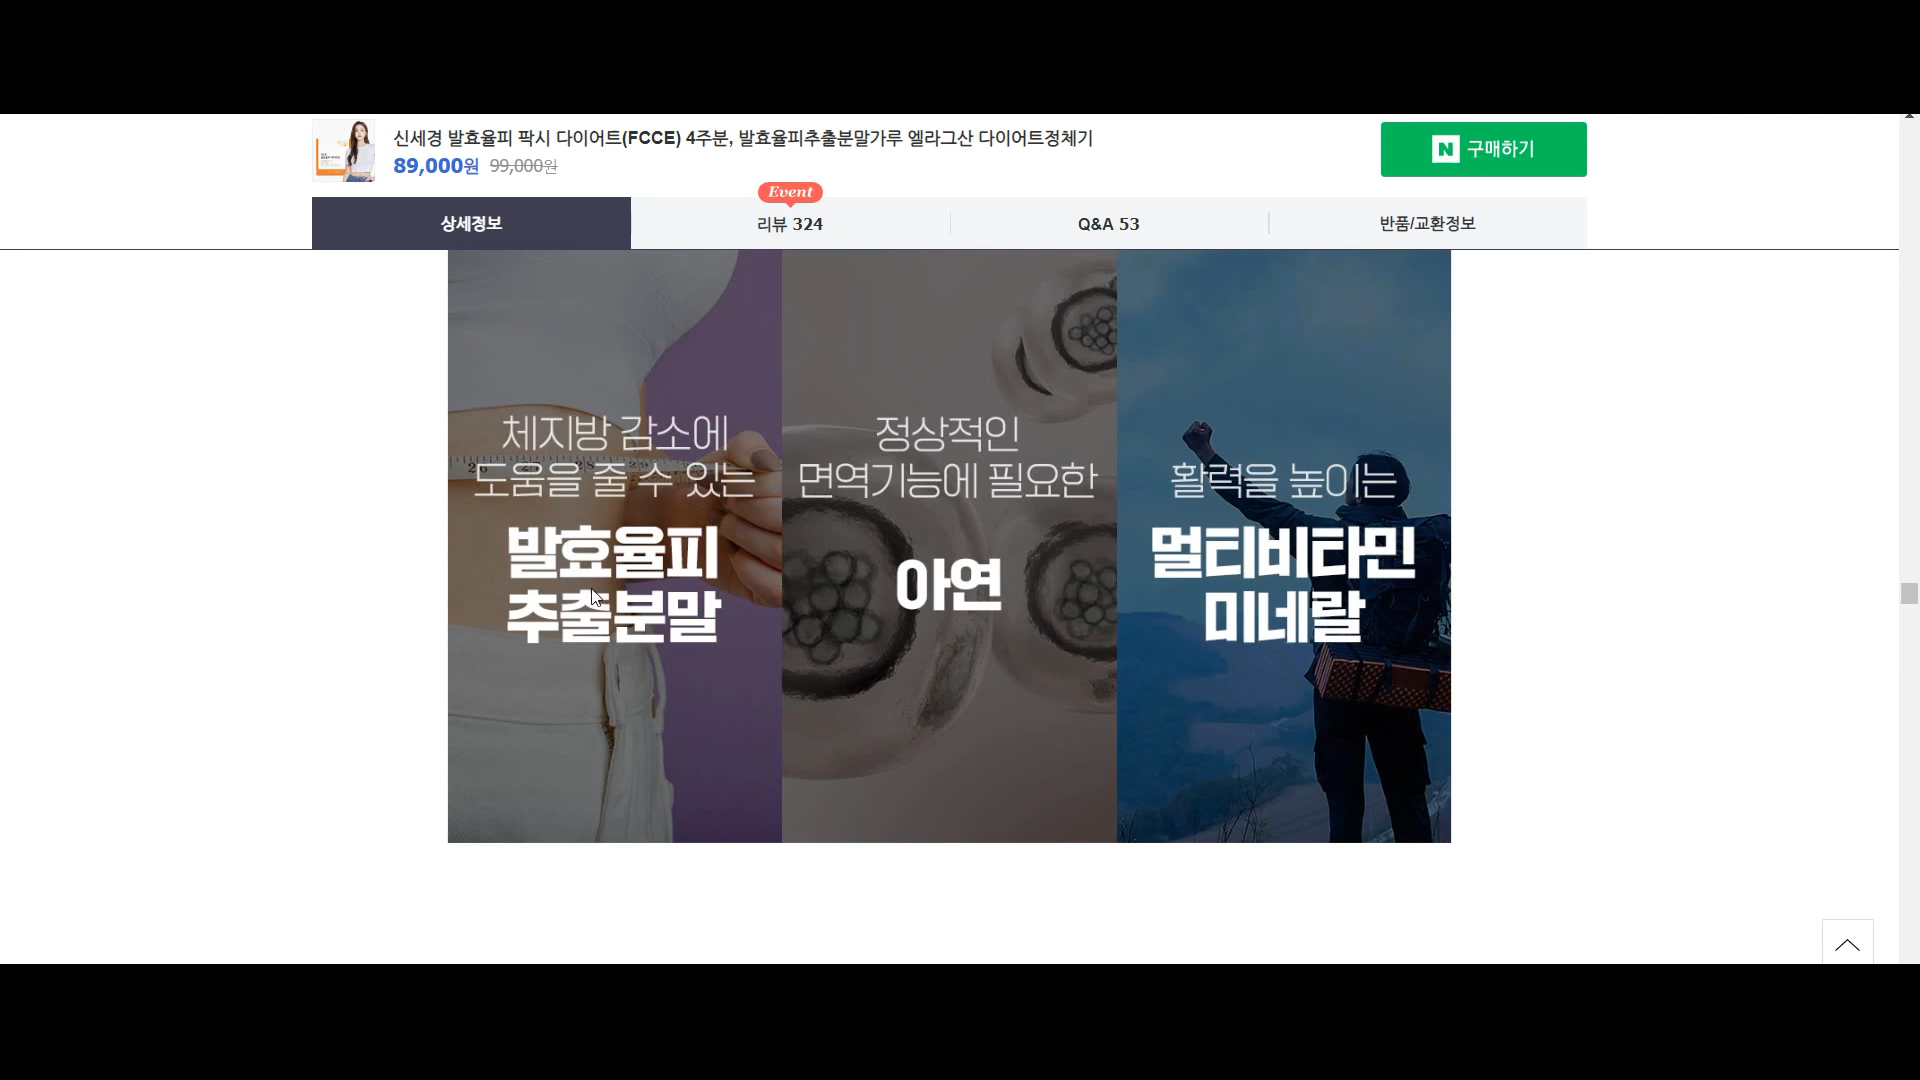 신세경 발효율피 팍시 다이어트(FCCE) 4주분, 발효율피추출분말가루 엘라그산 다이어트정체기
89,000원 99,000원
N 구매하기
Event
상세정보
리뷰 324
Q&A 53
반품/교환정보
체지방 감소에
도움을 줄 수 있는
발효율피
추출분말
정상적인
면역기능에 필요한
아연
활력을 높이는
멀티비타민
미네랄